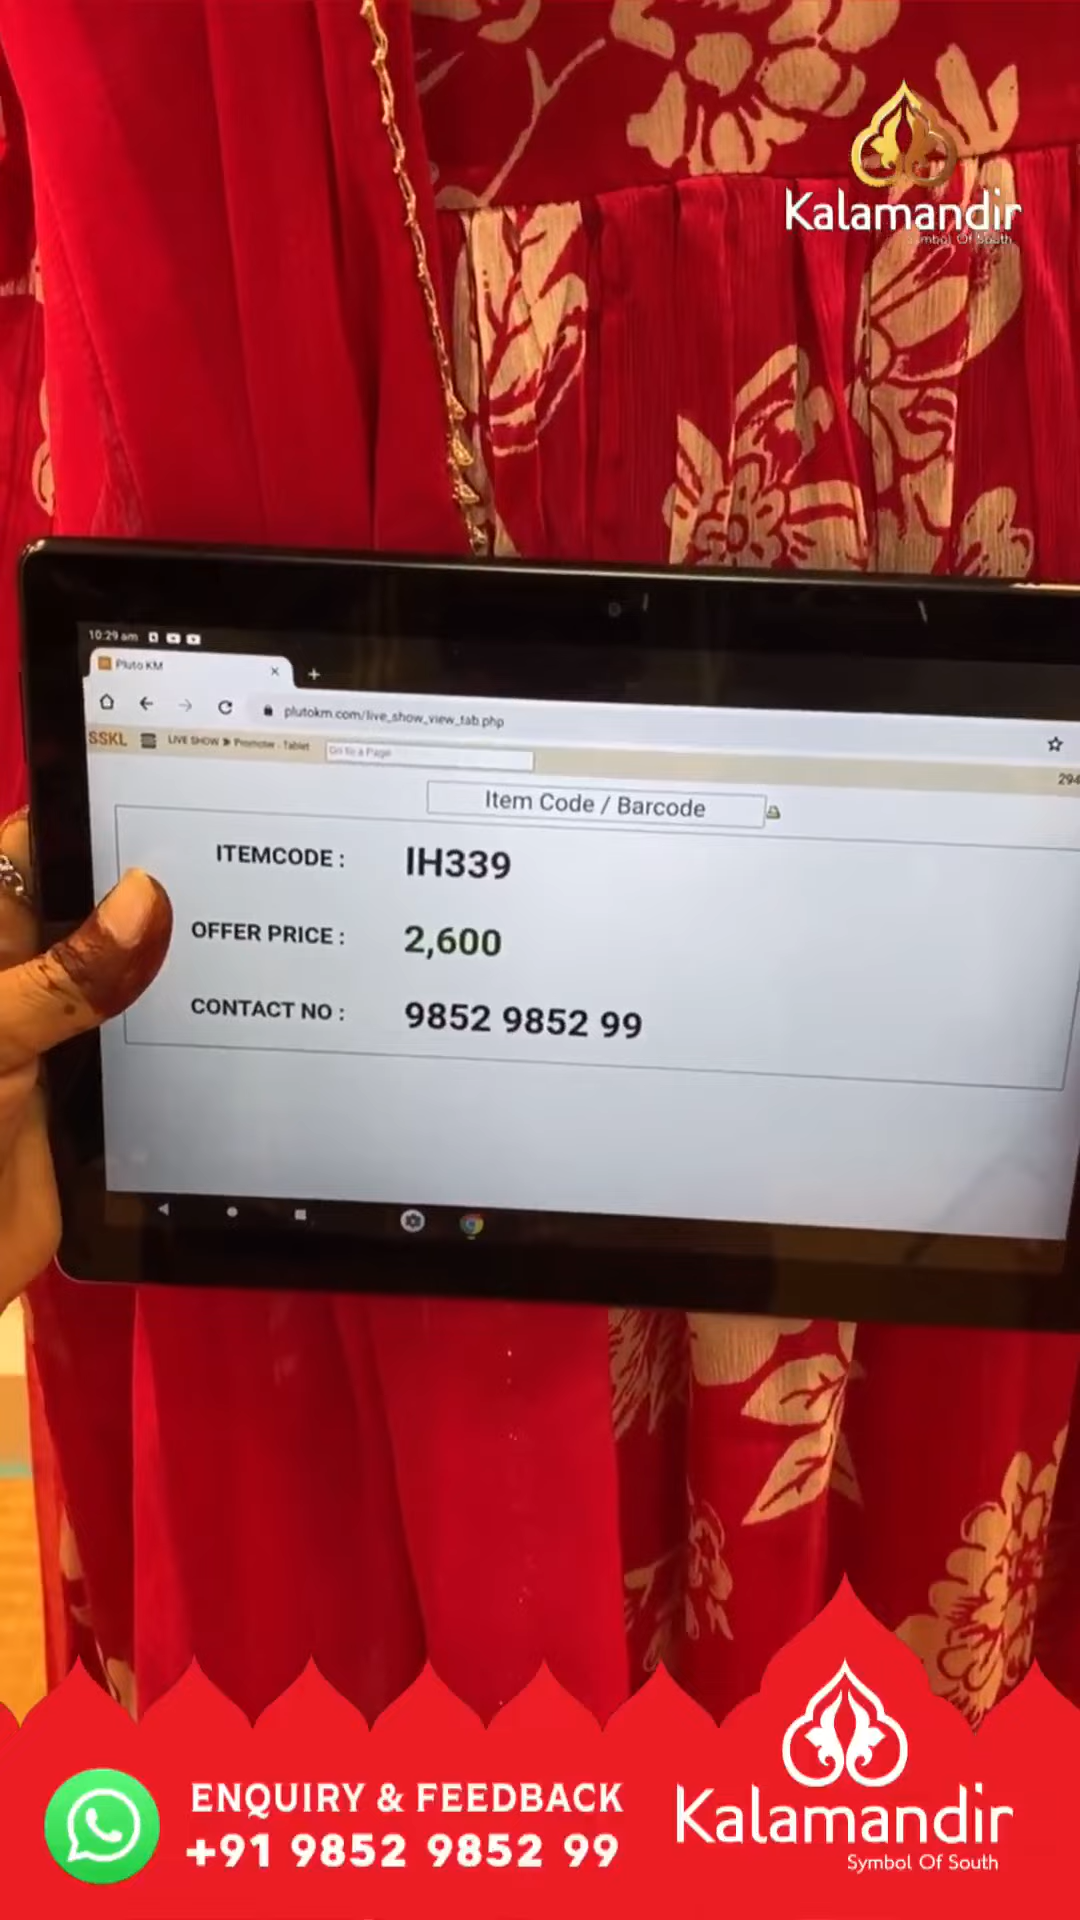 Kalamandir
Symbol Of South
10:29 am
Pluto KM
plutokm.com/live_show_view_tab.php
SSKL
LIVE SHOW » Promoter - Tablet
Go to a Page
294
Item Code / Barcode
ITEMCODE : IH339
OFFER PRICE : 2,600
CONTACT NO : 9852 9852 99
ENQUIRY & FEEDBACK
+91 9852 9852 99
Kalamandir
Symbol Of South